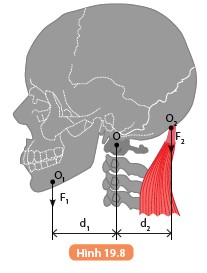 O₂
O
F₂
O₁
F₁
d₁ d₂
Hình 19.8